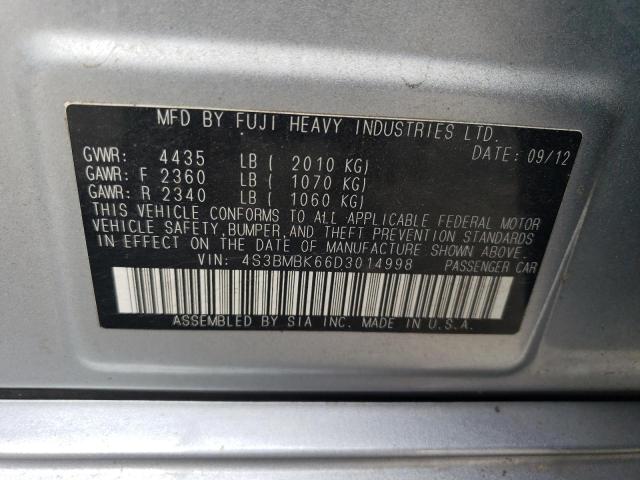 MFD BY FUJI HEAVY INDUSTRIES LTD.
DATE: 09/12
GVWR: 4435 LB ( 2010 KG)
GAWR: F 2360 LB ( 1070 KG)
GAWR: R 2340 LB ( 1060 KG)
THIS VEHICLE CONFORMS TO ALL APPLICABLE FEDERAL MOTOR
VEHICLE SAFETY, BUMPER, AND THEFT PREVENTION STANDARDS
IN EFFECT ON THE DATE OF MANUFACTURE SHOWN ABOVE.
VIN: 4S3BMBK66D3014998 PASSENGER CAR
ASSEMBLED BY SIA INC. MADE IN U.S.A.